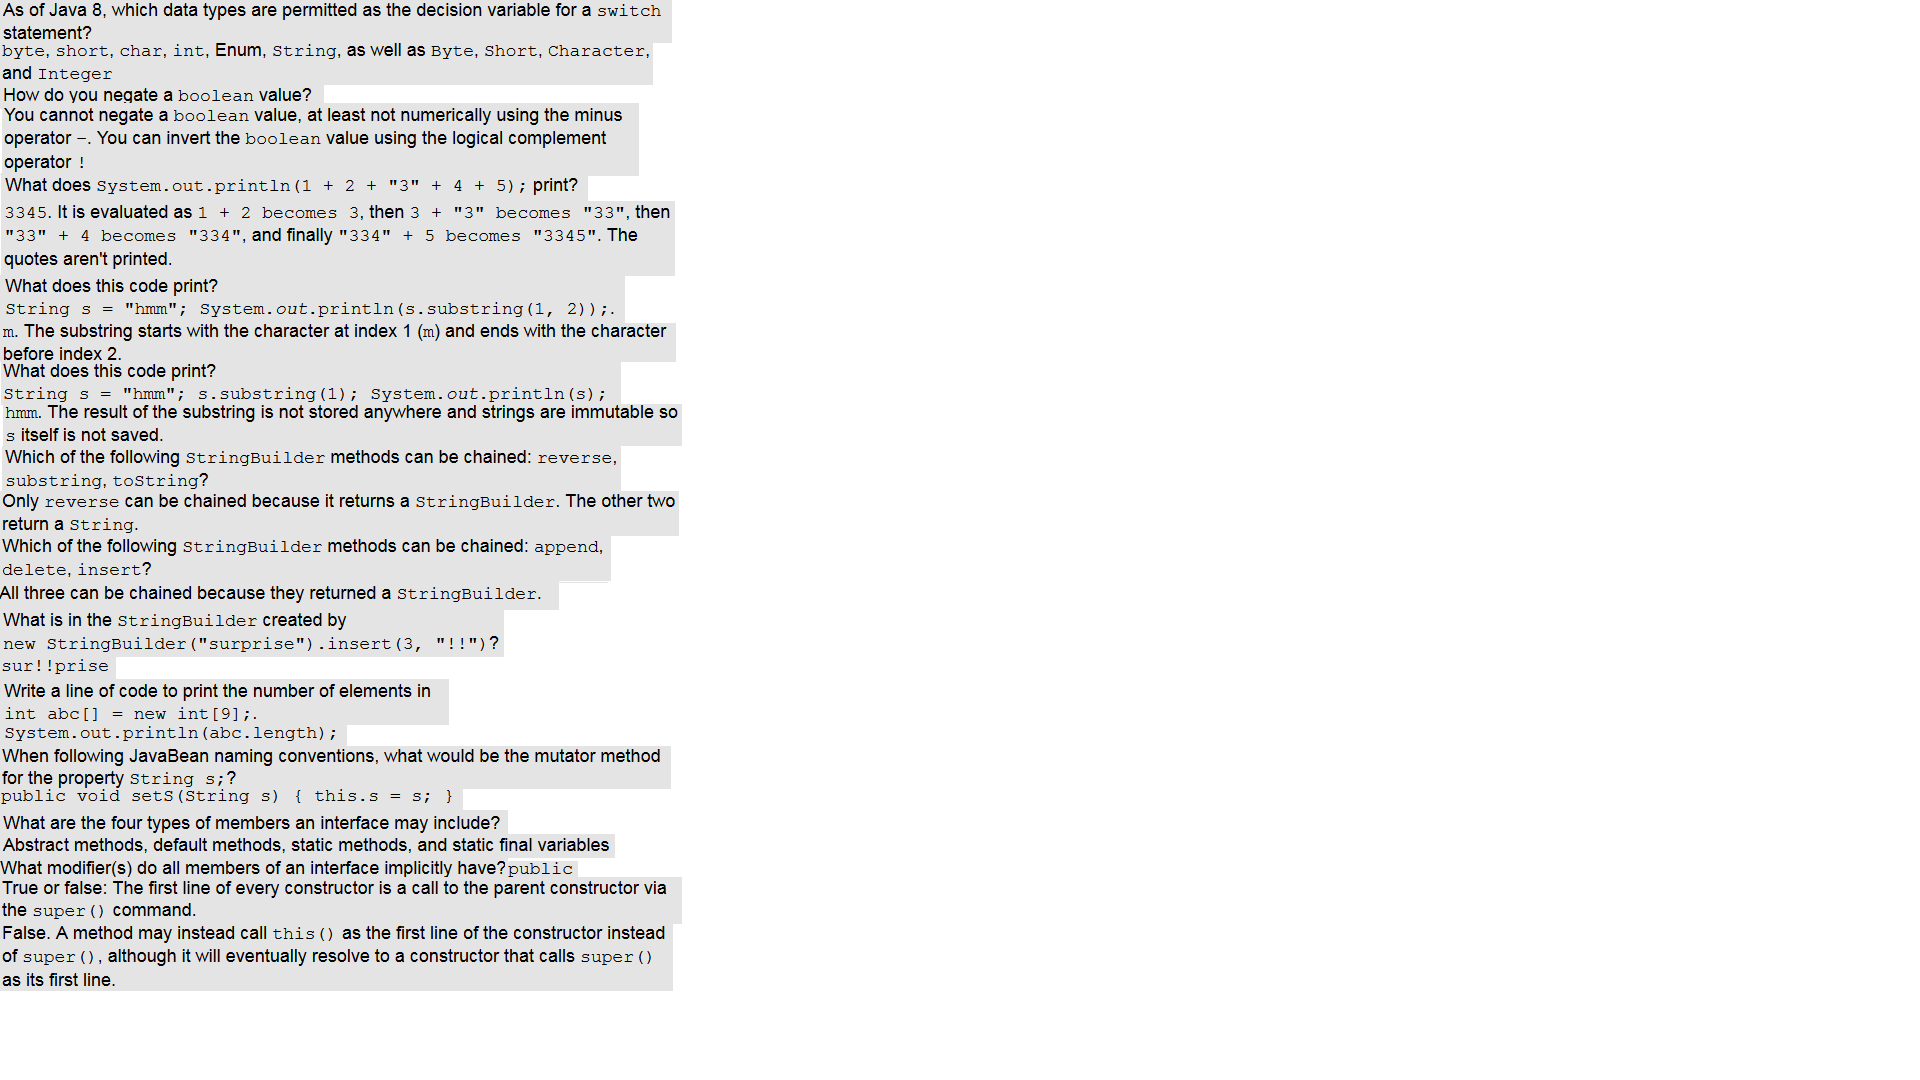 As of Java 8, which data types are permitted as the decision variable for a switch
statement?
byte, short, char, int, Enum, String, as well as Byte, Short, Character,
and Integer
How do you negate a boolean value?
You cannot negate a boolean value, at least not numerically using the minus
operator –. You can invert the boolean value using the logical complement
operator !
What does System.out.println(1 + 2 + "3" + 4 + 5); print?
3345. It is evaluated as 1 + 2 becomes 3, then 3 + "3" becomes "33", then
"33" + 4 becomes "334", and finally "334" + 5 becomes "3345". The
quotes aren't printed.
What does this code print?
String s = "hmm"; System.out.println(s.substring(1, 2));.
m. The substring starts with the character at index 1 (m) and ends with the character
before index 2.
What does this code print?
String s = "hmm"; s.substring(1); System.out.println(s);
hmm. The result of the substring is not stored anywhere and strings are immutable so
s itself is not saved.
Which of the following StringBuilder methods can be chained: reverse,
substring, toString?
Only reverse can be chained because it returns a StringBuilder. The other two
return a String.
Which of the following StringBuilder methods can be chained: append,
delete, insert?
All three can be chained because they returned a StringBuilder.
What is in the StringBuilder created by
new StringBuilder("surprise").insert(3, "!!")?
sur!!prise
Write a line of code to print the number of elements in
int abc[] = new int[9];.
System.out.println(abc.length);
When following JavaBean naming conventions, what would be the mutator method
for the property String s;?
public void setS(String s) { this.s = s; }
What are the four types of members an interface may include?
Abstract methods, default methods, static methods, and static final variables
What modifier(s) do all members of an interface implicitly have? public
True or false: The first line of every constructor is a call to the parent constructor via
the super() command.
False. A method may instead call this() as the first line of the constructor instead
of super(), although it will eventually resolve to a constructor that calls super()
as its first line.